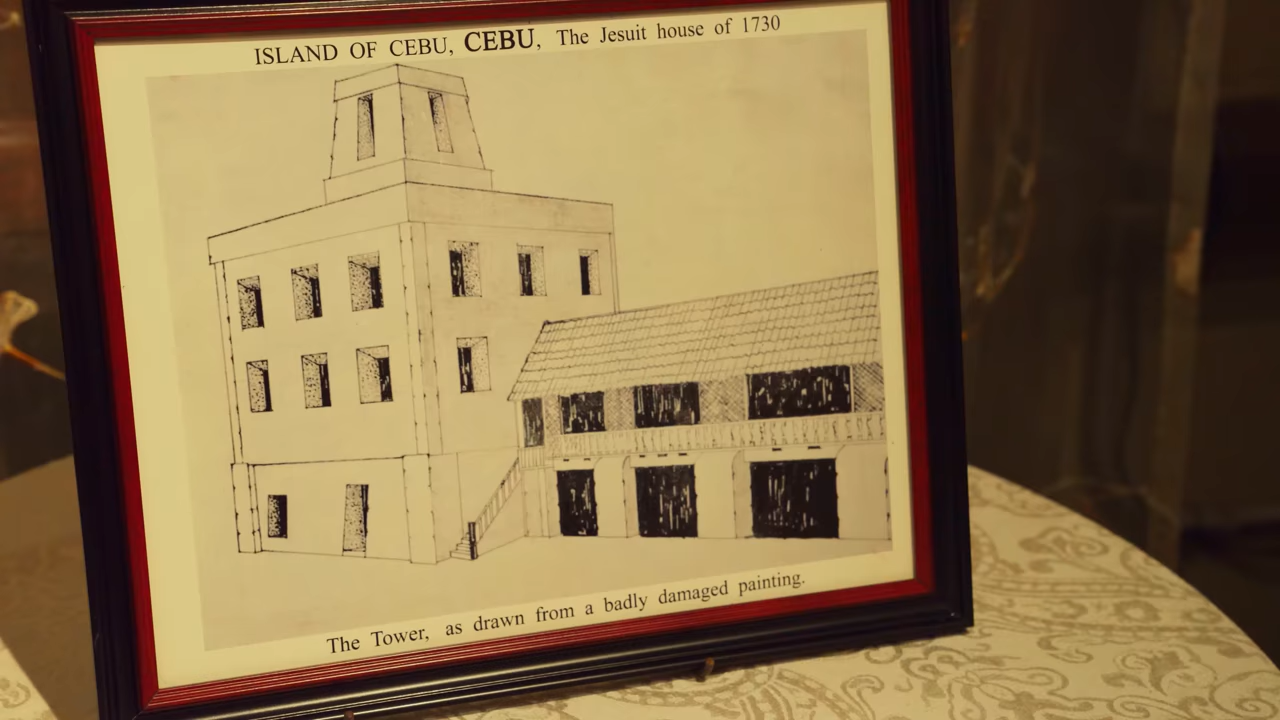 ISLAND OF CEBU, CEBU, The Jesuit house of 1730
The Tower, as drawn from a badly damaged painting.